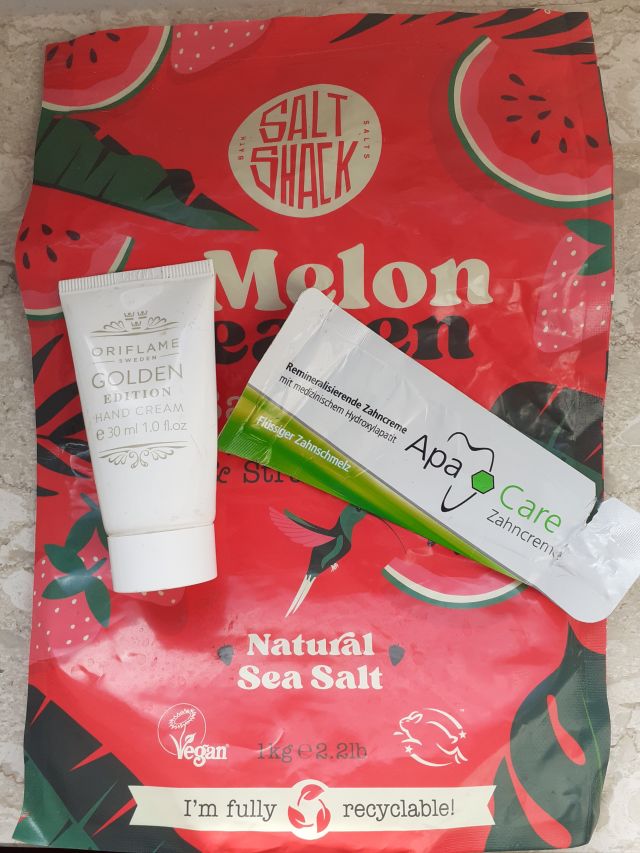 BATH SALTS
SALT
SHACK
Melon
& Str
Natural
Sea Salt
Vegan
1kg ℮ 2.2lb
I'm fully recyclable!
ORIFLAME
SWEDEN
GOLDEN
EDITION
HAND CREAM
℮ 30 ml 1.0 fl.oz
Remineralisierende Zahncreme
mit medizinischem Hydroxylapatit
Flüssiger Zahnschmelz
Apa Care
Zahncreme